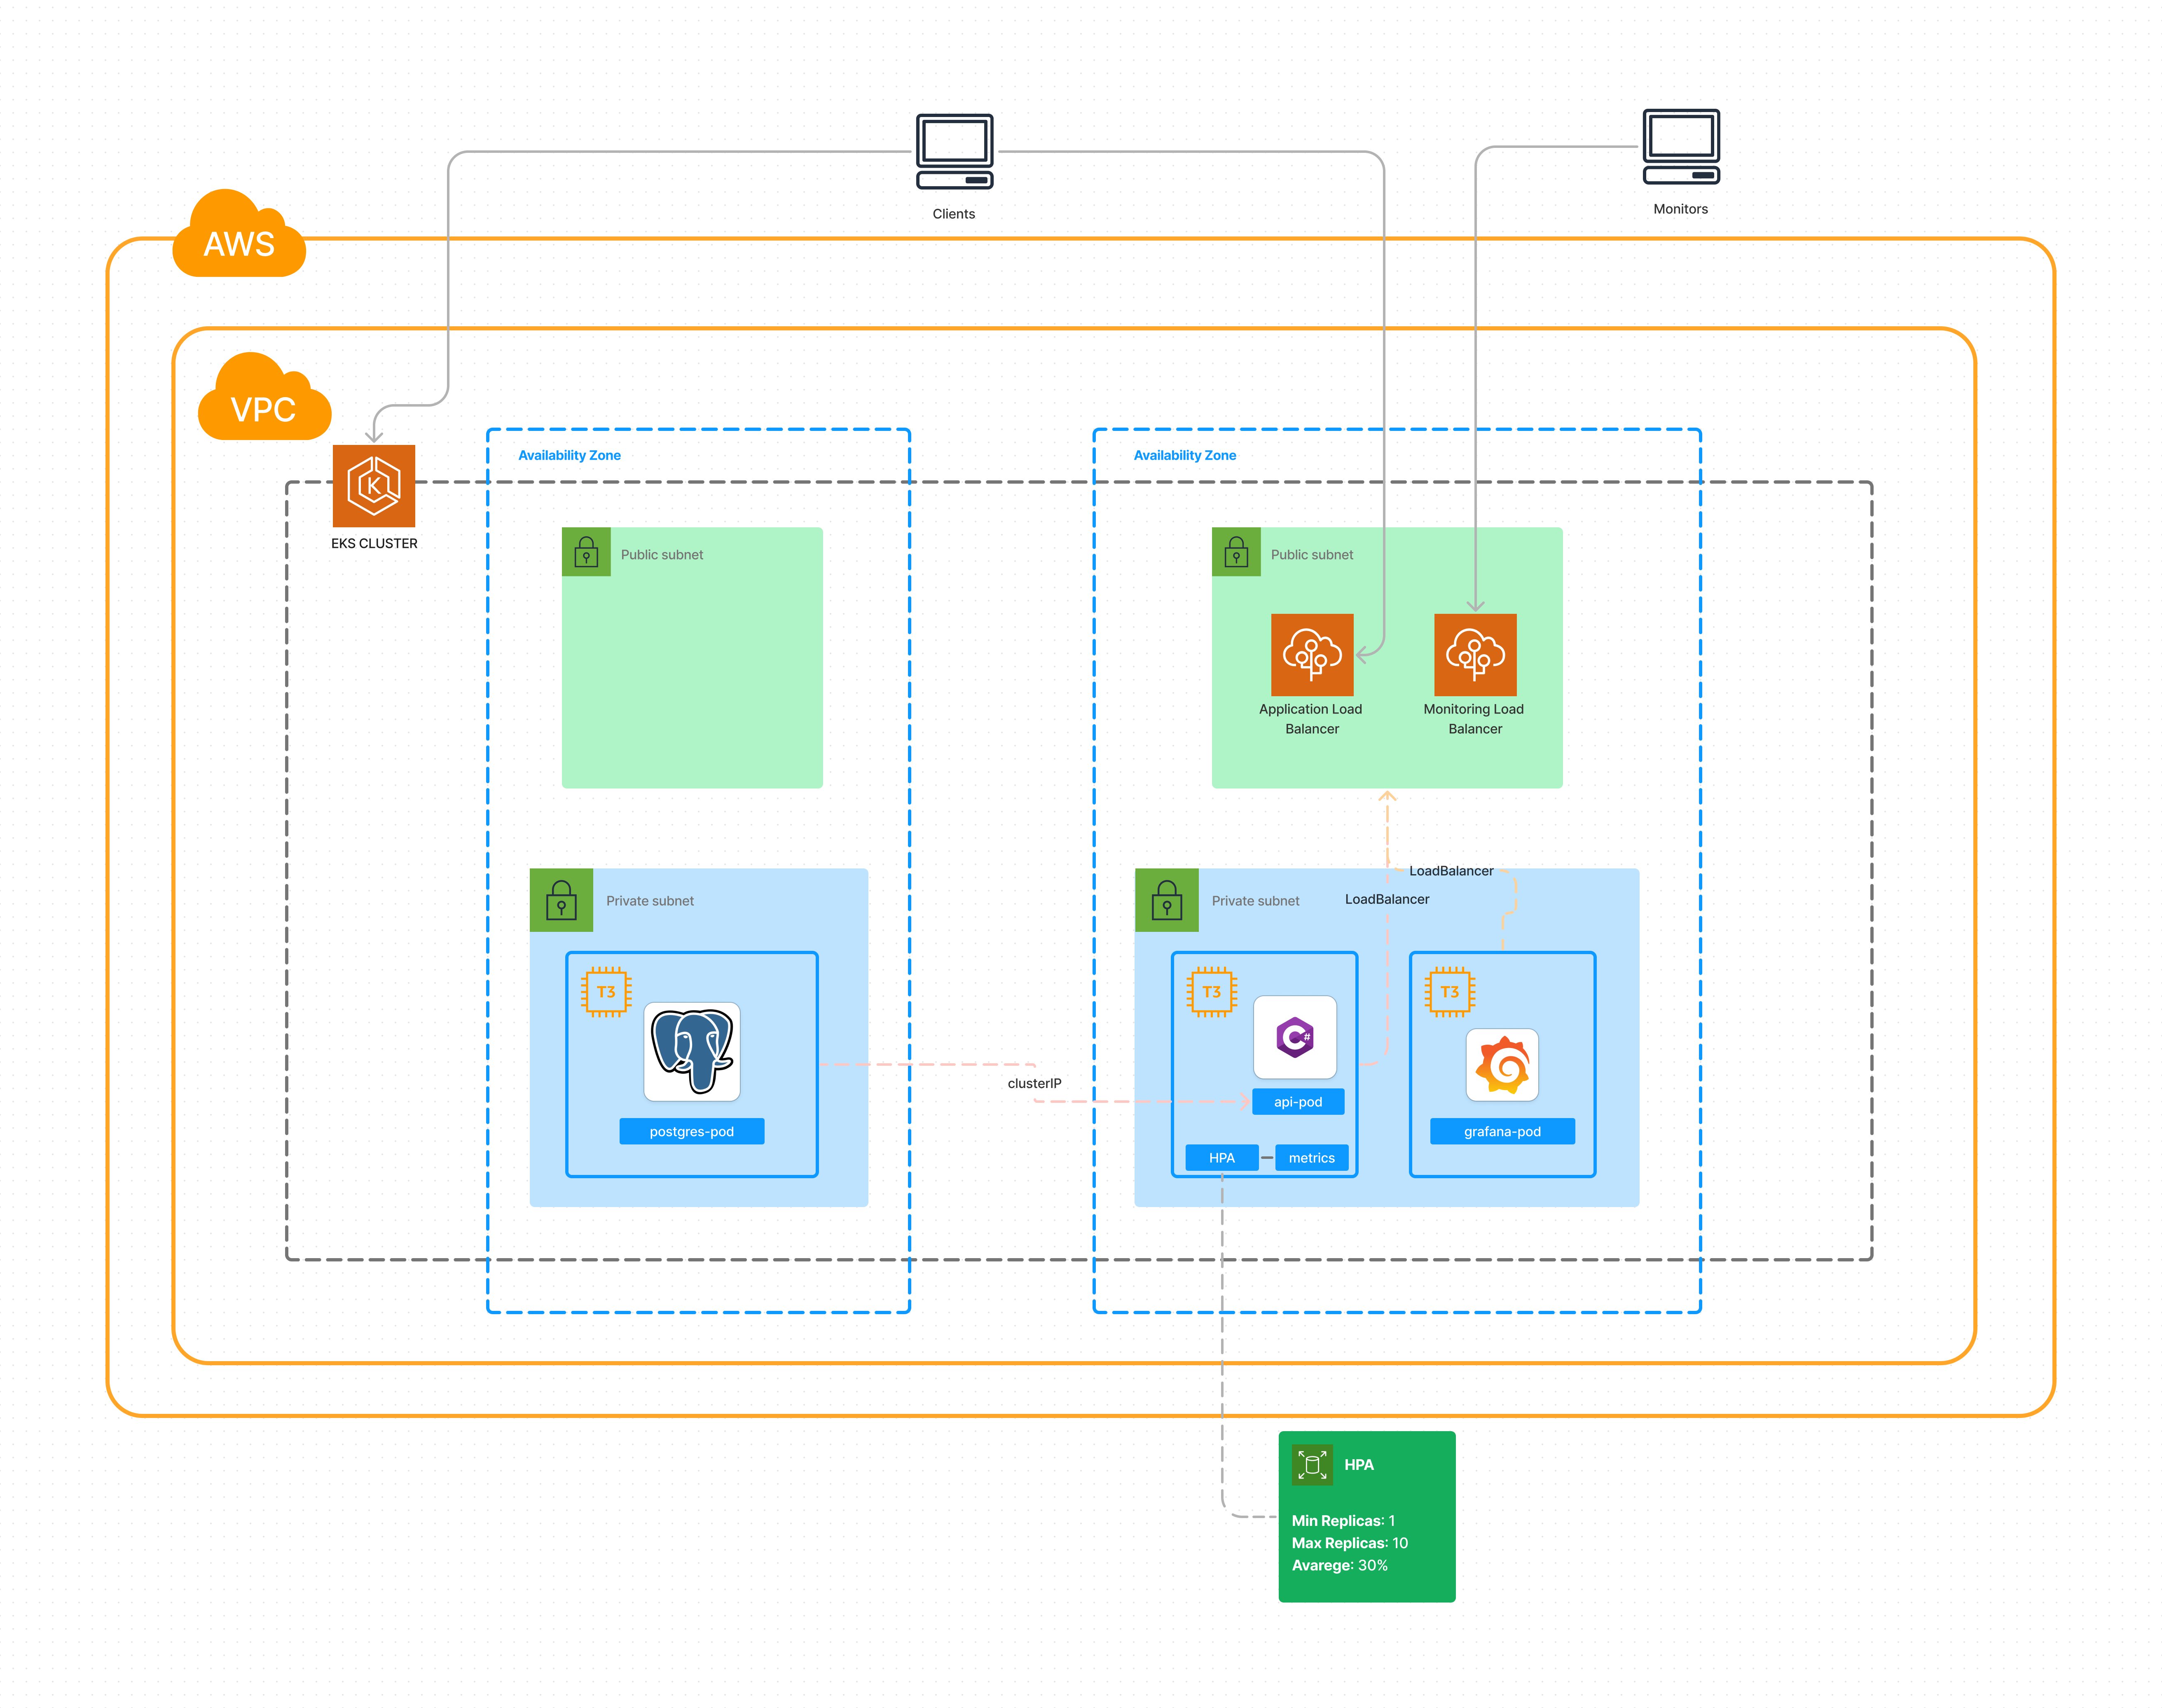 Clients
Monitors
AWS
VPC
Availability Zone
Availability Zone
K
EKS CLUSTER
Public subnet
Public subnet
Application Load
Balancer
Monitoring Load
Balancer
LoadBalancer
LoadBalancer
Private subnet
Private subnet
T3
T3
T3
C#
clusterIP
api-pod
postgres-pod
grafana-pod
HPA
metrics
HPA
Min Replicas: 1
Max Replicas: 10
Avarege: 30%